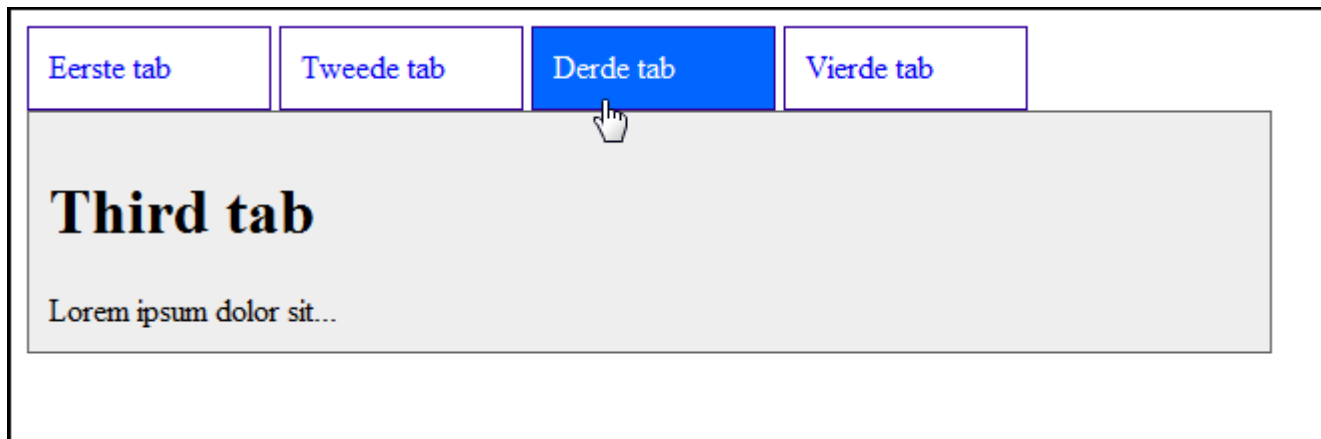 Eerste tab Tweede tab Derde tab Vierde tab
Third tab
Lorem ipsum dolor sit...